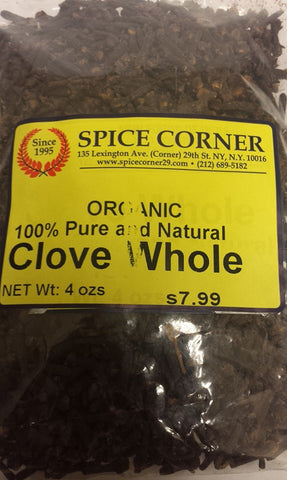 Since
1995
SPICE CORNER
135 Lexington Ave. (Corner) 29th St. NY, N.Y. 10016
www.spicecorner29.com • (212) 689-5182
ORGANIC
100% Pure and Natural
Clove Whole
NET Wt: 4 ozs
$7.99